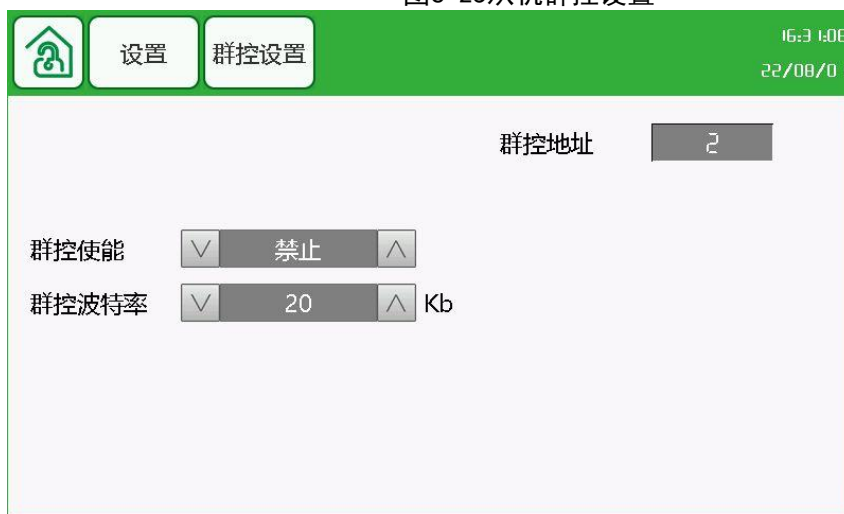 设置
群控设置
16:31:08
22/08/0
群控地址 2
群控使能 ∨ 禁止 ∧
群控波特率 ∨ 20 ∧ Kb